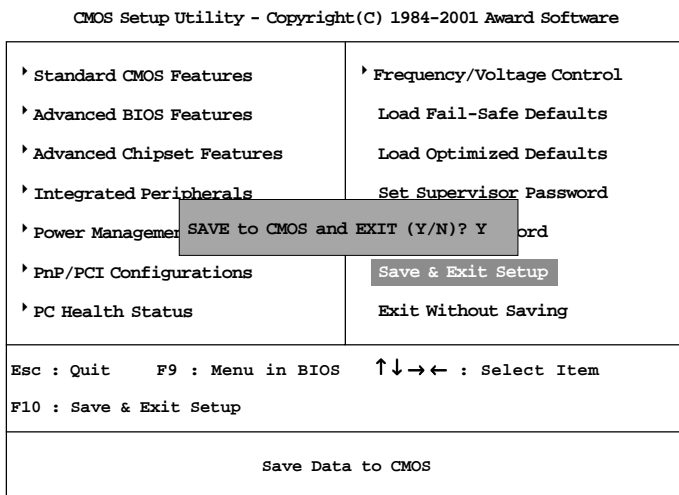 CMOS Setup Utility - Copyright(C) 1984-2001 Award Software
Standard CMOS Features
Advanced BIOS Features
Advanced Chipset Features
Integrated Peripherals
Power Managemen
PnP/PCI Configurations
PC Health Status
Frequency/Voltage Control
Load Fail-Safe Defaults
Load Optimized Defaults
Set Supervisor Password
ord
Save & Exit Setup
Exit Without Saving
SAVE to CMOS and EXIT (Y/N)? Y
Esc : Quit F9 : Menu in BIOS ↑↓→← : Select Item
F10 : Save & Exit Setup
Save Data to CMOS